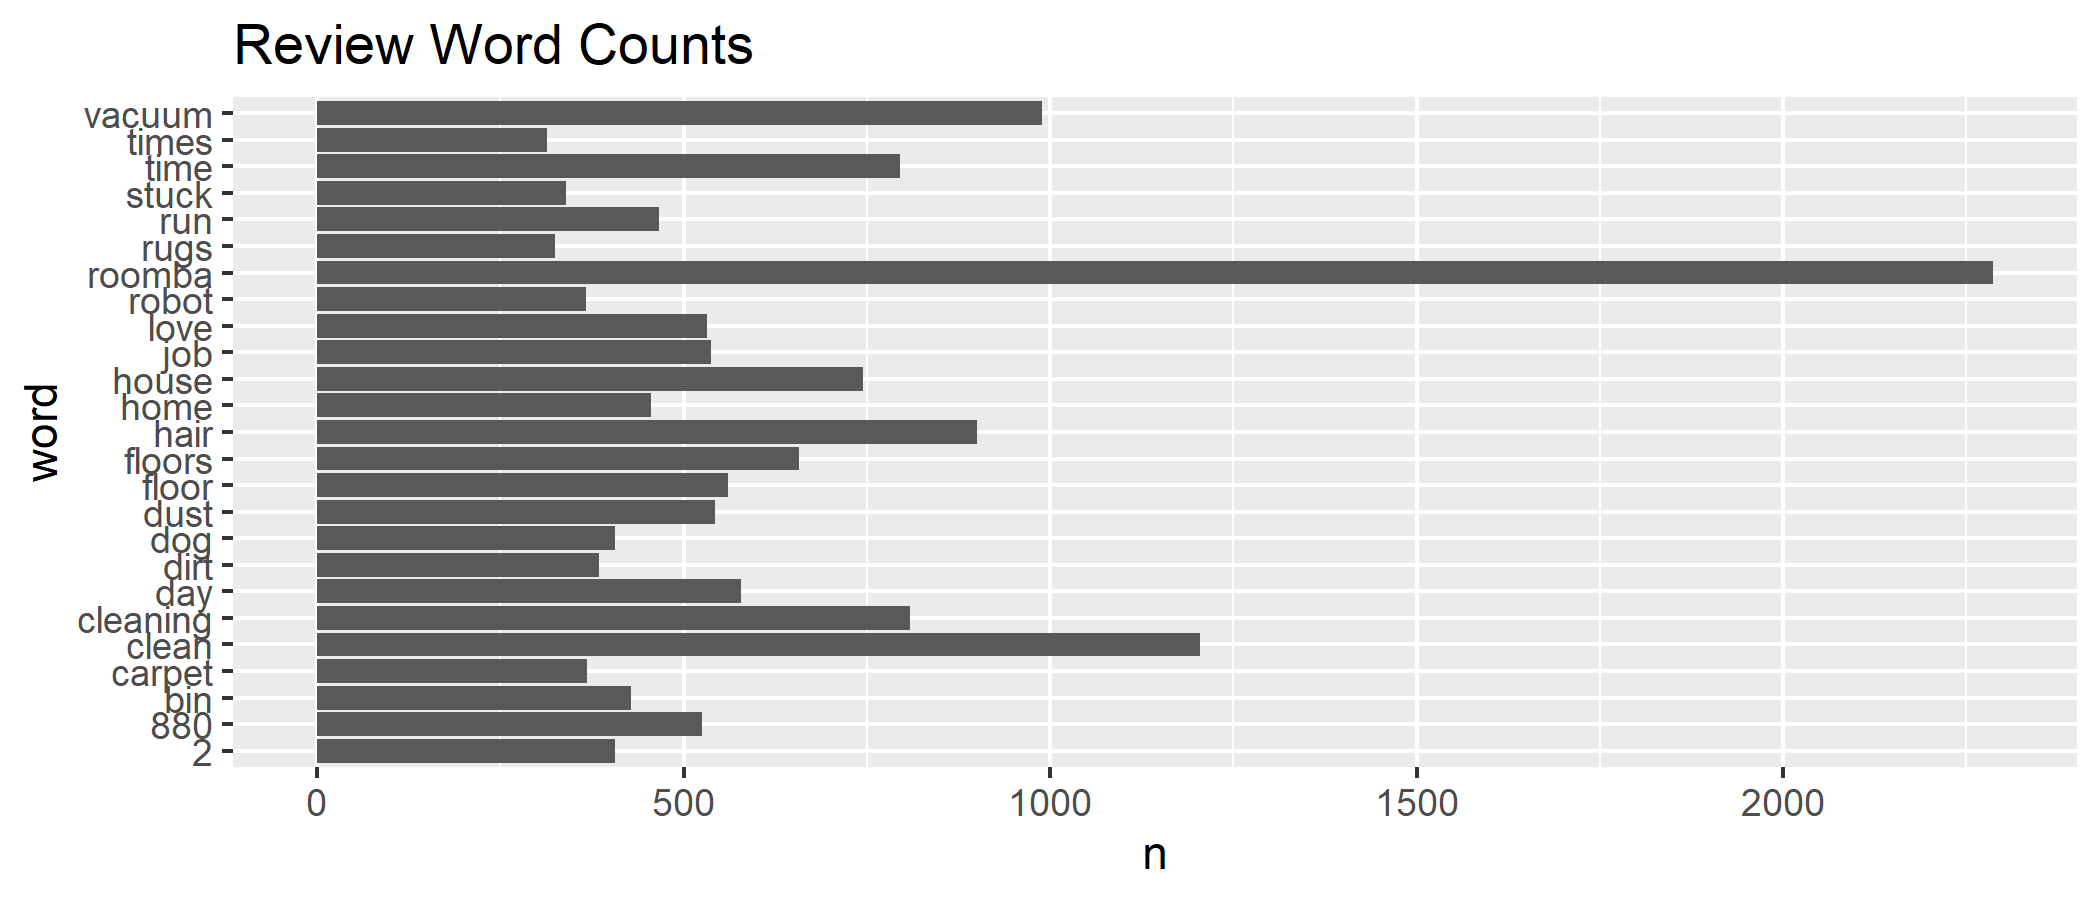 Review Word Counts
vacuum
times
time
stuck
run
rugs
roomba
robot
love
job
house
home
hair
floors
floor
dust
dog
dirt
day
cleaning
clean
carpet
bin
880
2
word
0 500 1000 1500 2000
n